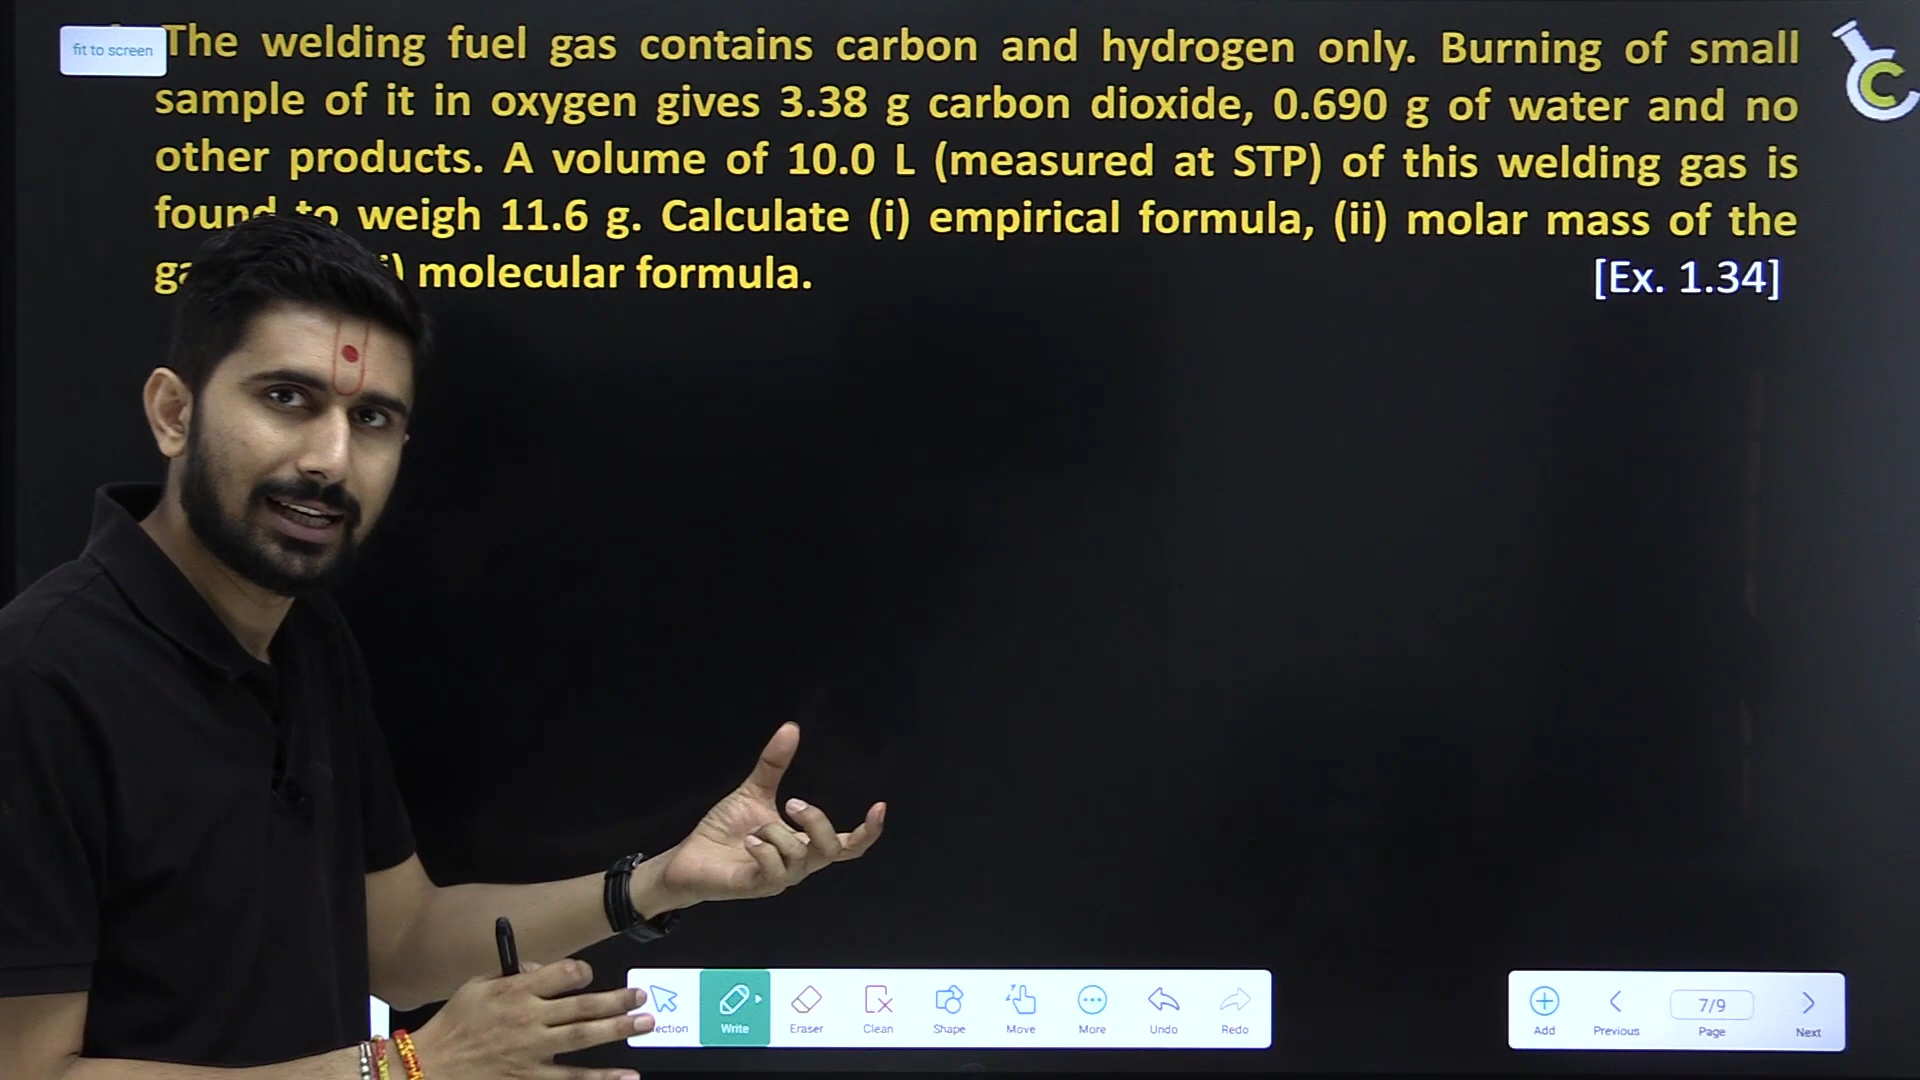 fit to screen
The welding fuel gas contains carbon and hydrogen only. Burning of small
sample of it in oxygen gives 3.38 g carbon dioxide, 0.690 g of water and no
other products. A volume of 10.0 L (measured at STP) of this welding gas is
found to weigh 11.6 g. Calculate (i) empirical formula, (ii) molar mass of the
molecular formula.
[Ex. 1.34]
C
Write Eraser Clean Shape Move More Undo Redo
7/9
Add Previous Page Next